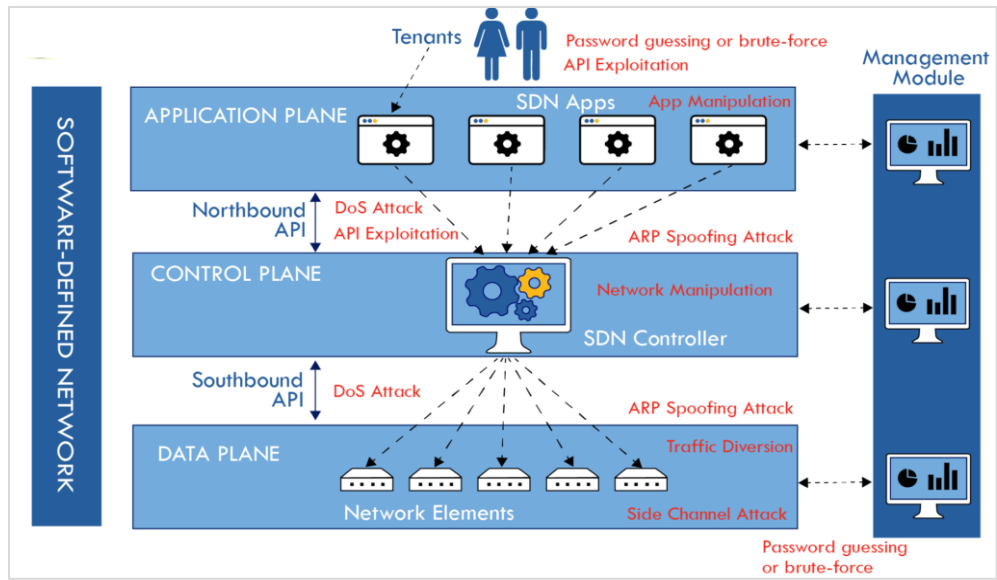 Tenants
Password guessing or brute-force
API Exploitation
Management
Module
SOFTWARE-DEFINED NETWORK
APPLICATION PLANE
SDN Apps
App Manipulation
Northbound
API
DoS Attack
API Exploitation
ARP Spoofing Attack
CONTROL PLANE
Network Manipulation
SDN Controller
Southbound
API
DoS Attack
ARP Spoofing Attack
DATA PLANE
Traffic Diversion
Network Elements
Side Channel Attack
Password guessing
or brute-force